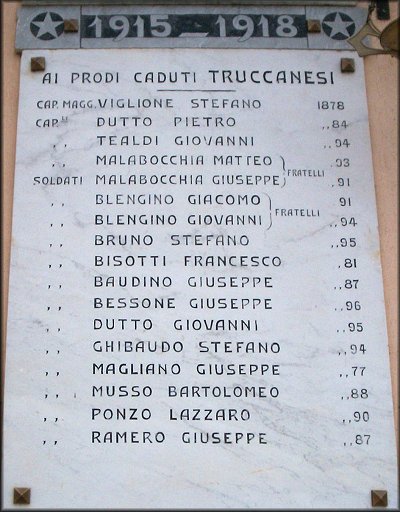 1915-1918
AI PRODI CADUTI TRUCCANESI
CAP. MAGG. VIGLIONE STEFANO 1878
CAP.LI DUTTO PIETRO ,,84
,, TEALDI GIOVANNI ,,94
,, MALABOCCHIA MATTEO ,,93
FRATELLI
SOLDATI MALABOCCHIA GIUSEPPE ,,91
,, BLENGINO GIACOMO 91
FRATELLI
,, BLENGINO GIOVANNI ,,94
,, BRUNO STEFANO ,,95
,, BISOTTI FRANCESCO ,,81
,, BAUDINO GIUSEPPE ,,87
,, BESSONE GIUSEPPE ,,96
,, DUTTO GIOVANNI ,,95
,, GHIBAUDO STEFANO ,,94
,, MAGLIANO GIUSEPPE ,,77
,, MUSSO BARTOLOMEO ,,88
,, PONZO LAZZARO ,,90
,, RAMERO GIUSEPPE ,,87